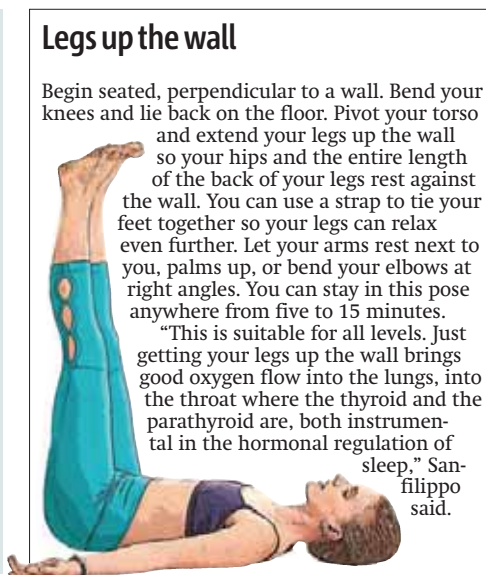 Legs up the wall
Begin seated, perpendicular to a wall. Bend your
knees and lie back on the floor. Pivot your torso
and extend your legs up the wall
so your hips and the entire length
of the back of your legs rest against
the wall. You can use a strap to tie your
feet together so your legs can relax
even further. Let your arms rest next to
you, palms up, or bend your elbows at
right angles. You can stay in this pose
anywhere from five to 15 minutes.
“This is suitable for all levels. Just
getting your legs up the wall brings
good oxygen flow into the lungs, into
the throat where the thyroid and the
parathyroid are, both instrumen-
tal in the hormonal regulation of
sleep,” San-
filippo
said.